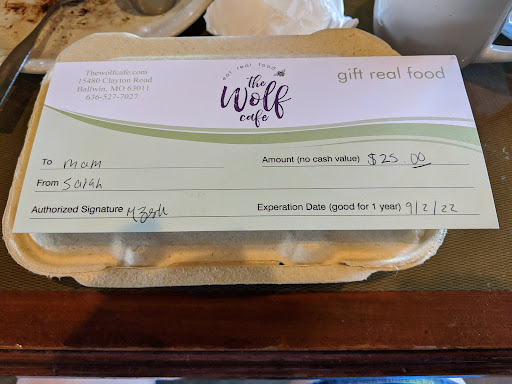 Thewolfcafe.com
15480 Clayton Road
Ballwin, MO 63011
636-527-7027
eat real food
the
Wolf
cafe
gift real food
To mam
Amount (no cash value) $25.00
From Sarah
Authorized Signature
Experation Date (good for 1 year) 9/2/22